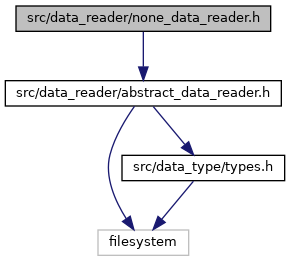 src/data_reader/none_data_reader.h
src/data_reader/abstract_data_reader.h
src/data_type/types.h
filesystem